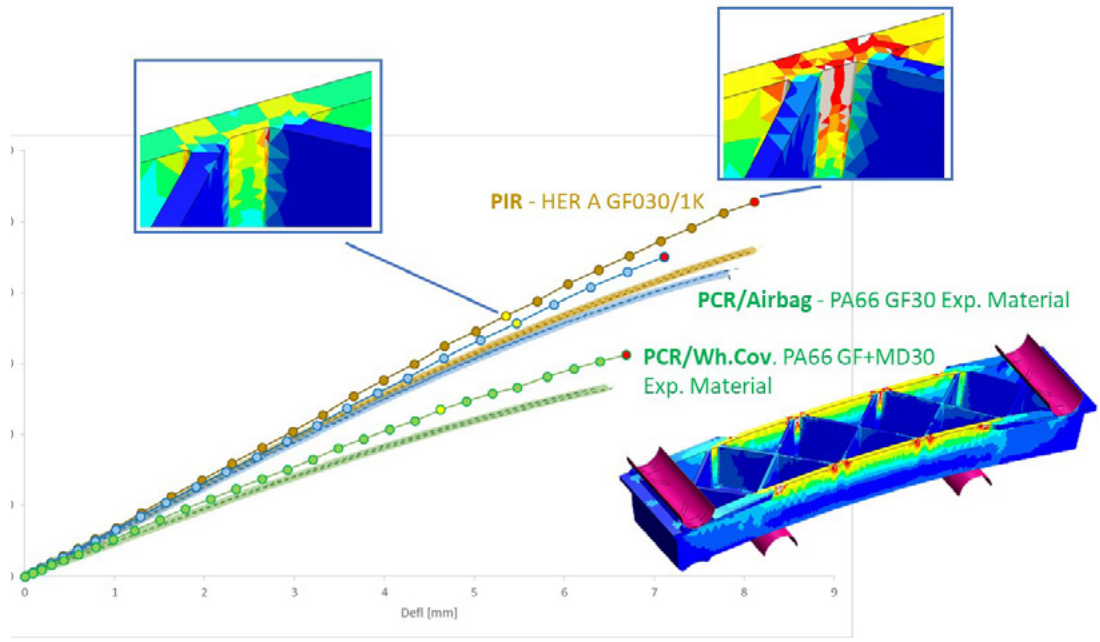 PIR - HER A GF030/1K
PCR/Airbag - PA66 GF30 Exp. Material
PCR/Wh.Cov. PA66 GF+MD30
Exp. Material
0 1 2 3 4 5 6 7 8 9
Defl [mm]